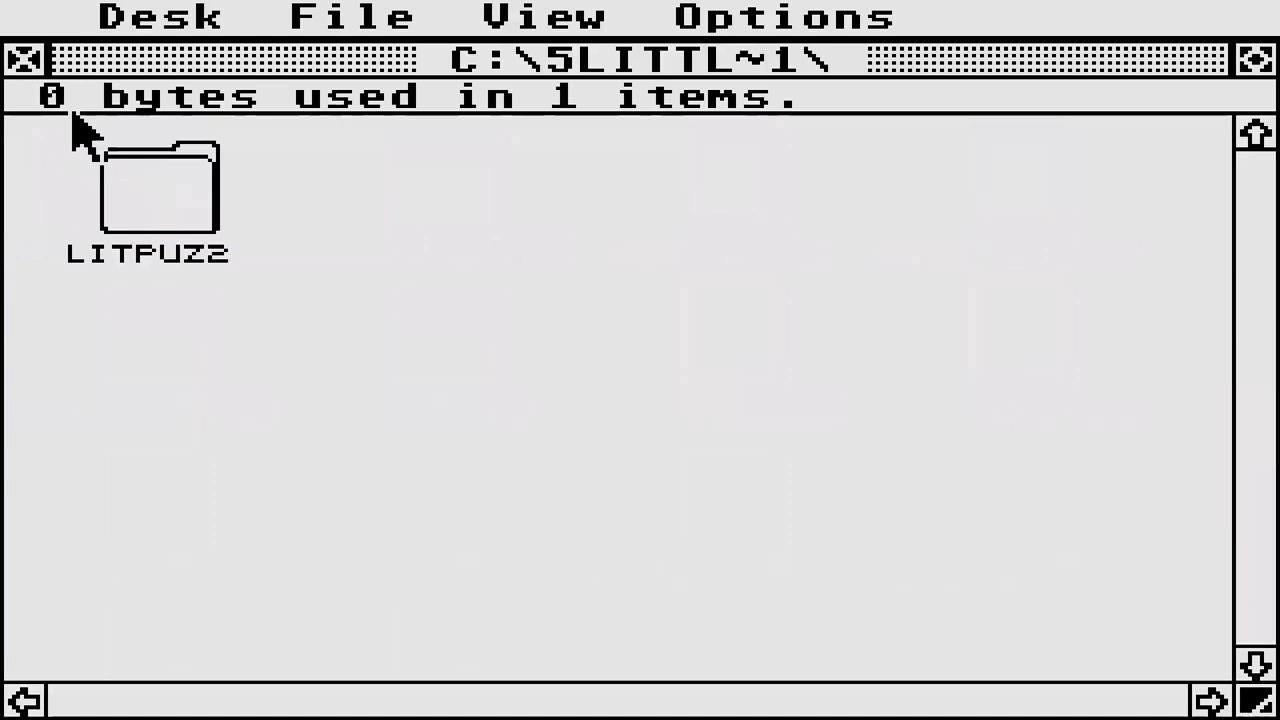 Desk File View Options
C:\5LITTL~1\
0 bytes used in 1 items.
LITPUZ2